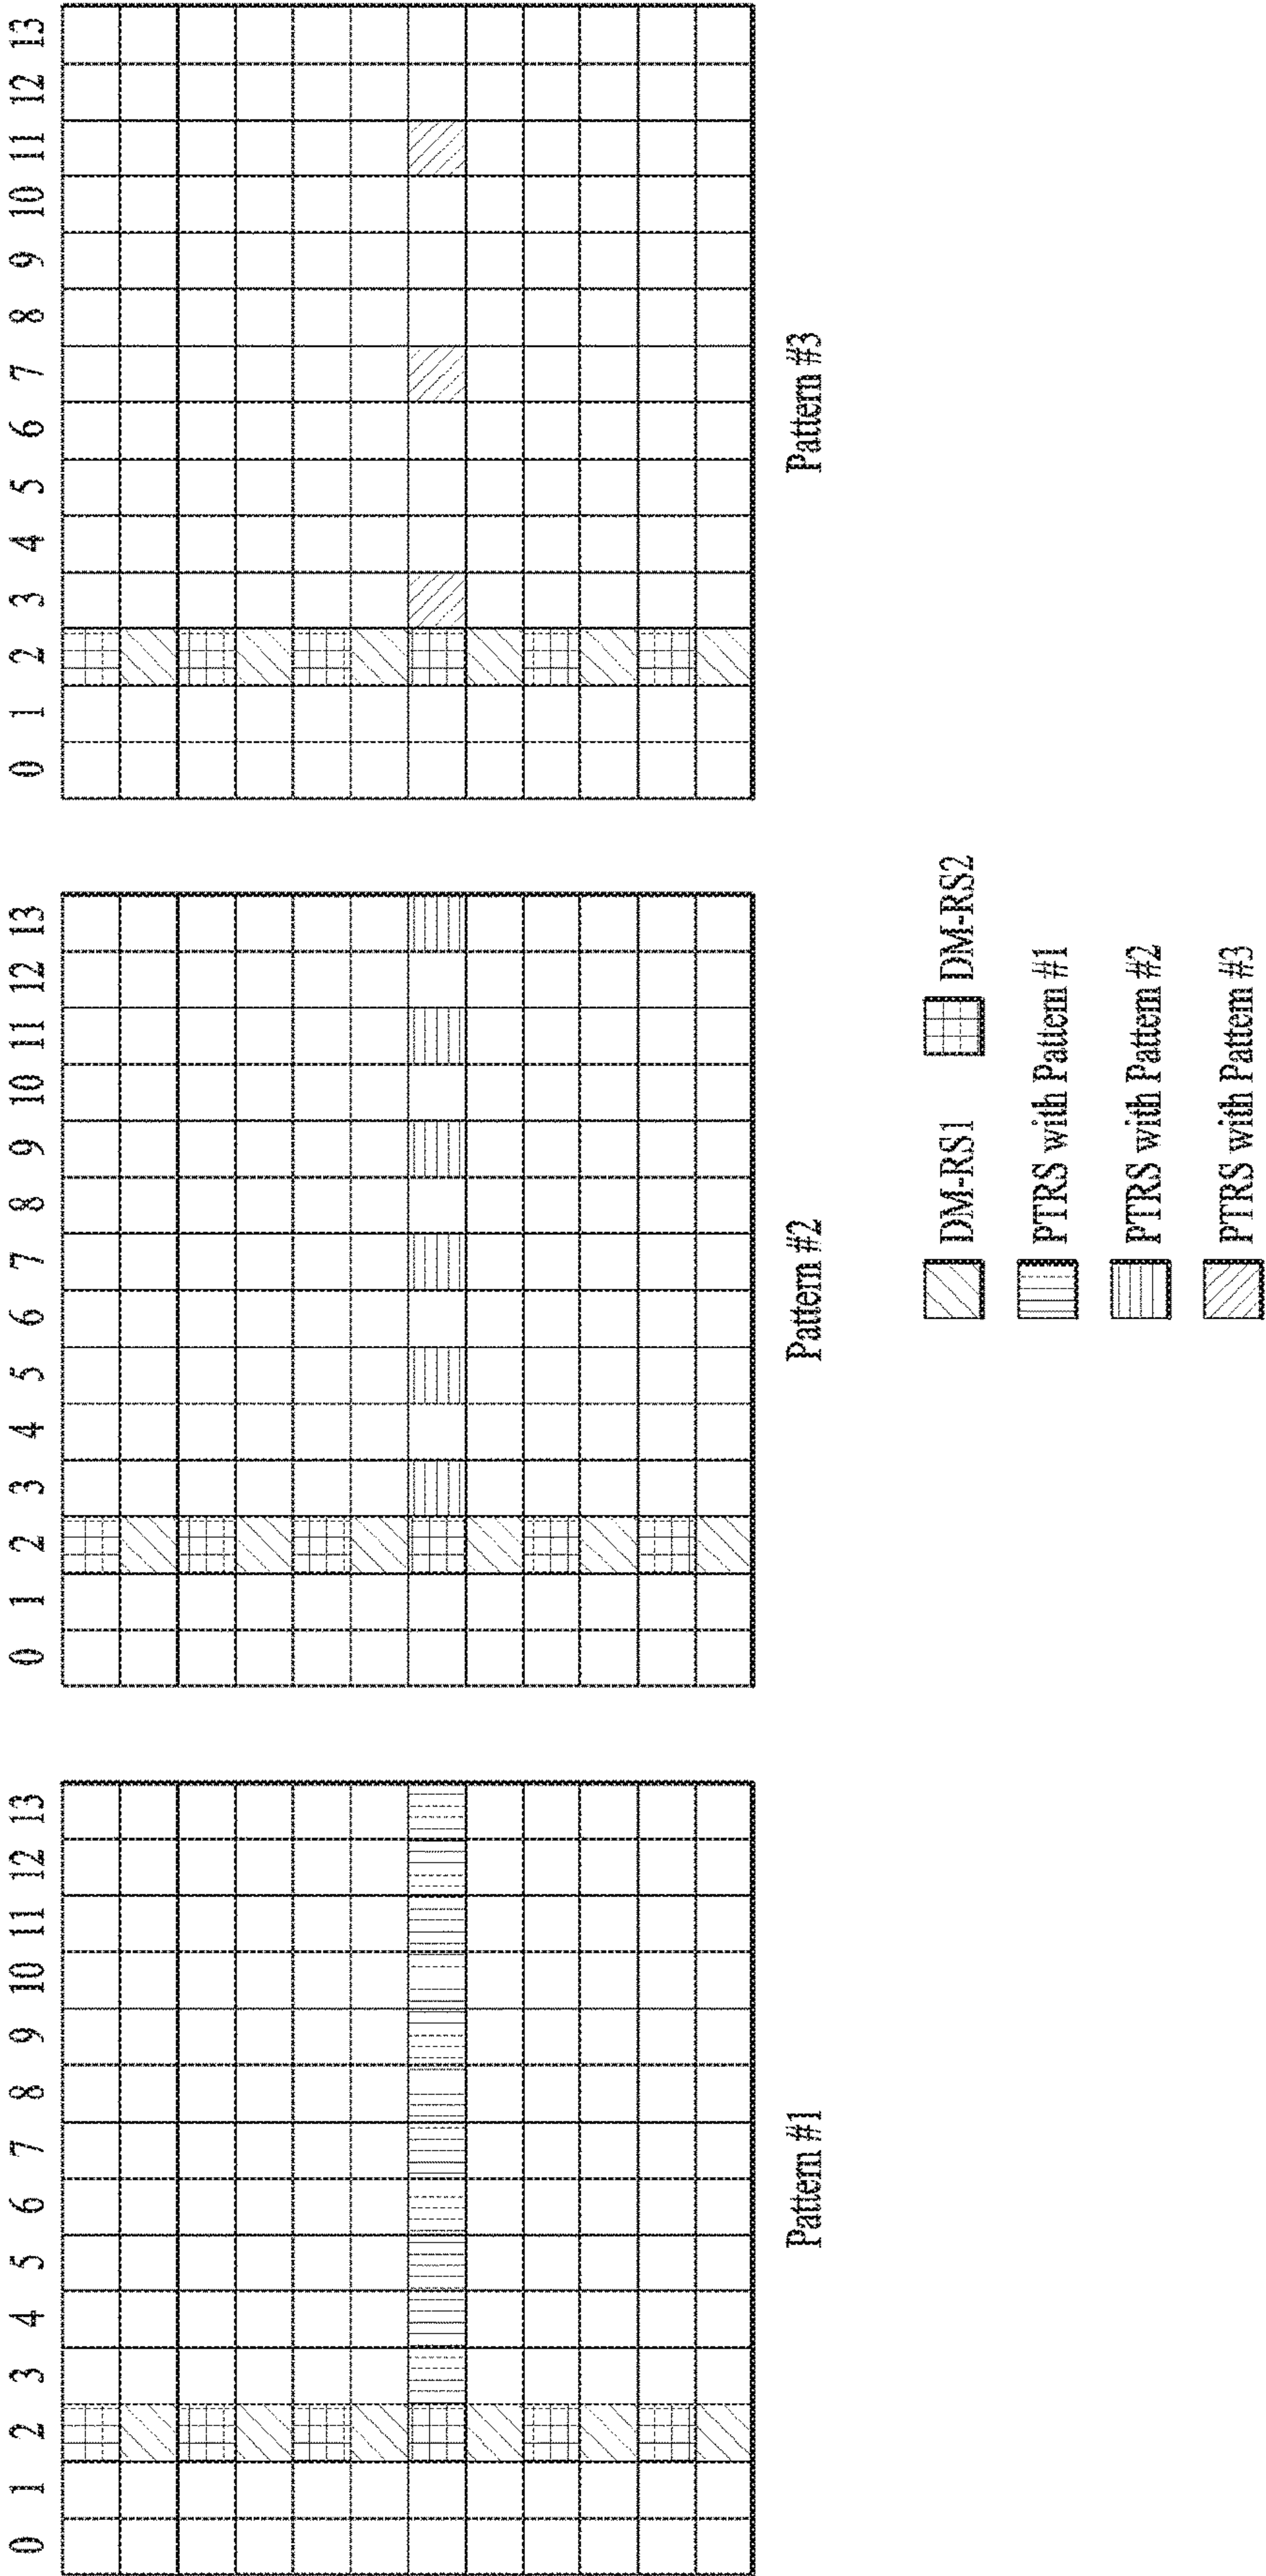 0 1 2 3 4 5 6 7 8 9 10 11 12 13
Pattern #1
0 1 2 3 4 5 6 7 8 9 10 11 12 13
Pattern #2
0 1 2 3 4 5 6 7 8 9 10 11 12 13
Pattern #3
DM-RS1 DM-RS2
PTRS with Pattern #1
PTRS with Pattern #2
PTRS with Pattern #3